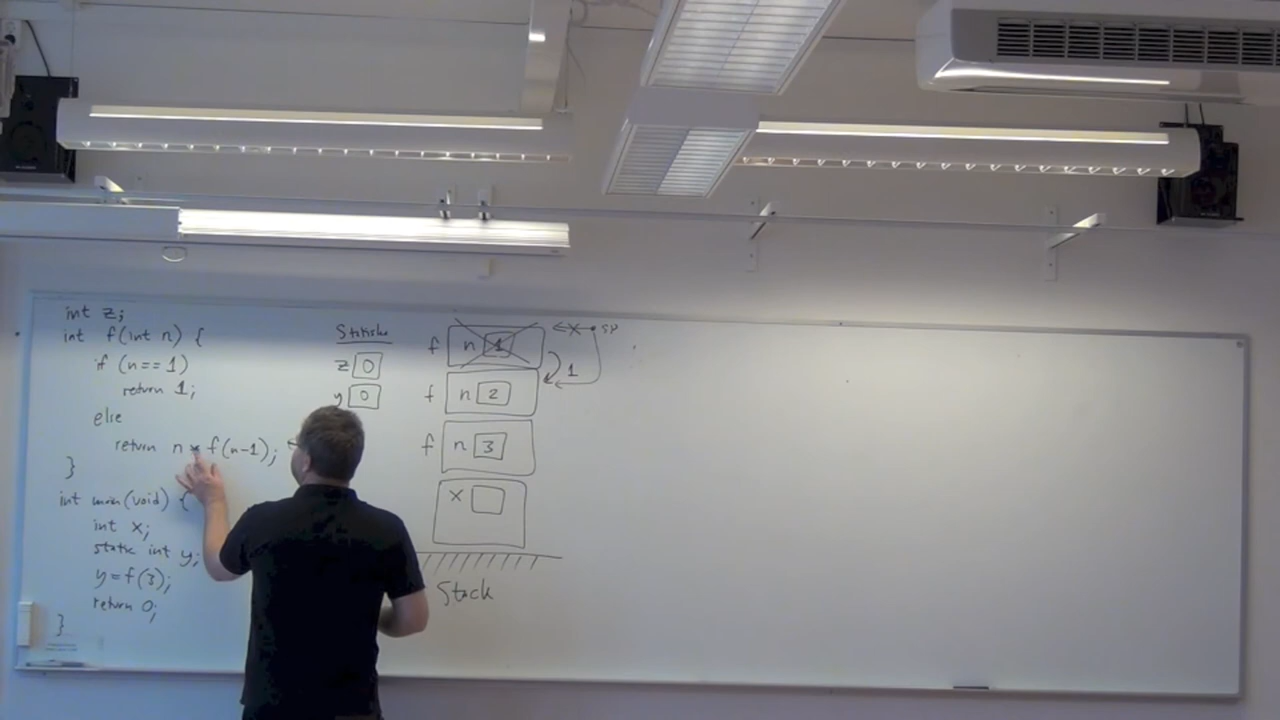 int z;
int f(int n) {
if (n==1)
return 1;
else
return n * f(n-1);
}
int main(void) {
int x;
static int y;
y=f(3);
return 0;
}
z 0
y 0
f n 1
f n 2
f n 3
x
SP
1
Stack